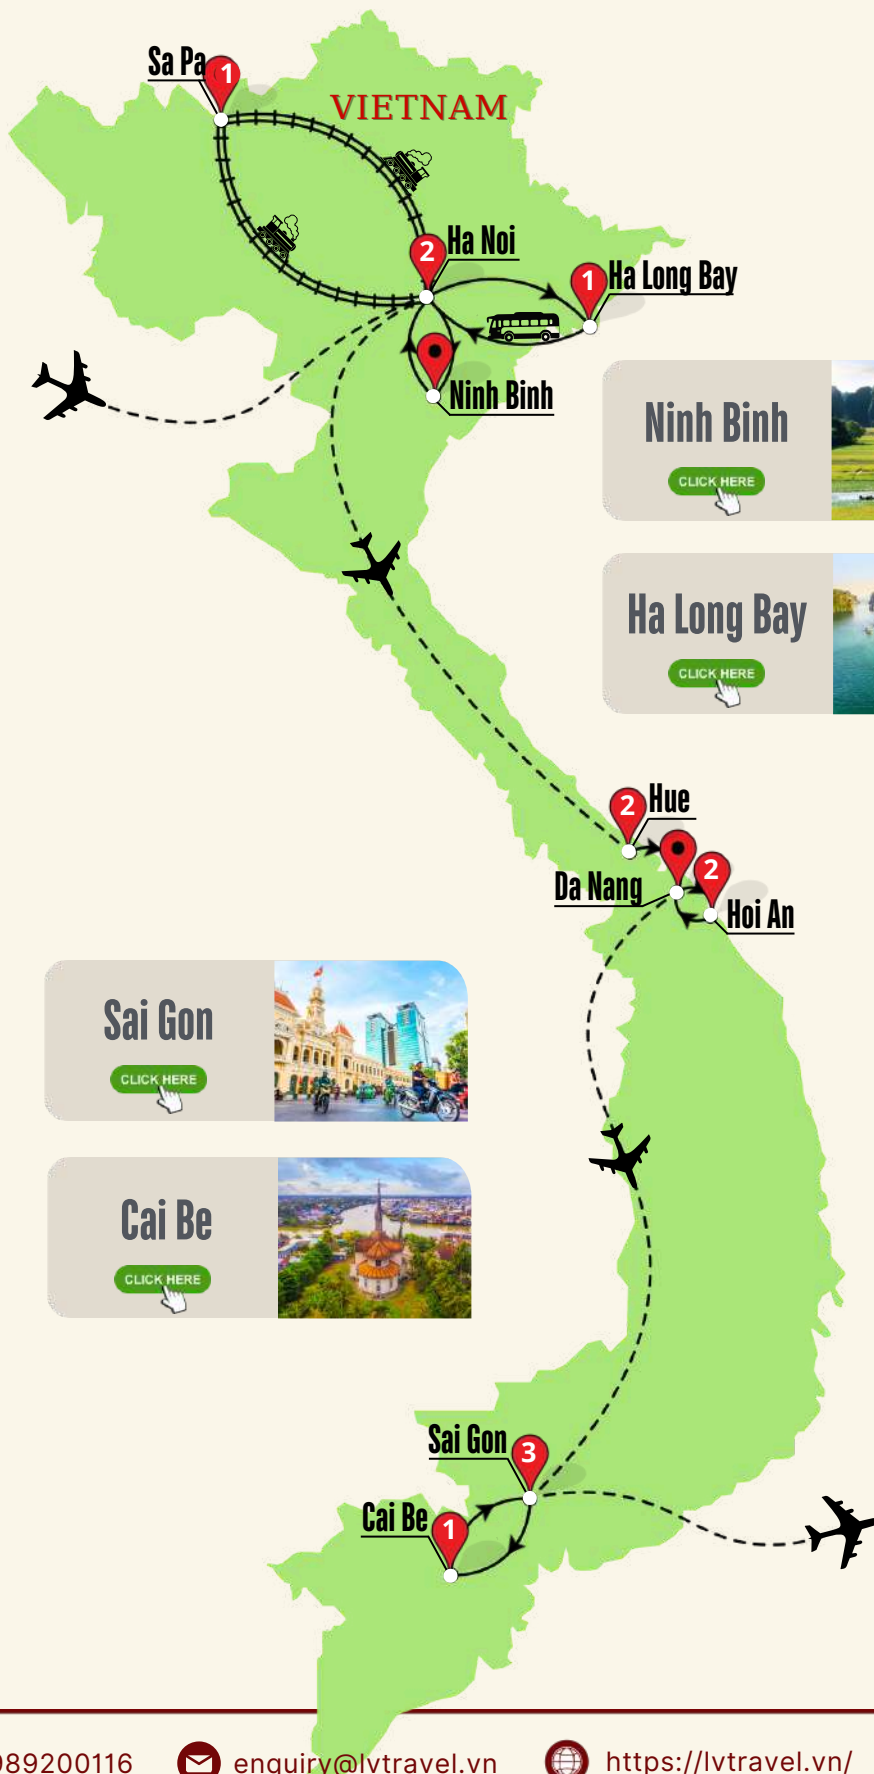 Sa Pa
1
VIETNAM
2
Ha Noi
1
Ha Long Bay
Ninh Binh
Ninh Binh
CLICK HERE
Ha Long Bay
CLICK HERE
2
Hue
Da Nang
2
Hoi An
Sai Gon
CLICK HERE
Cai Be
CLICK HERE
Sai Gon
3
Cai Be
1
989200116
enquiry@lvtravel.vn
https://lvtravel.vn/